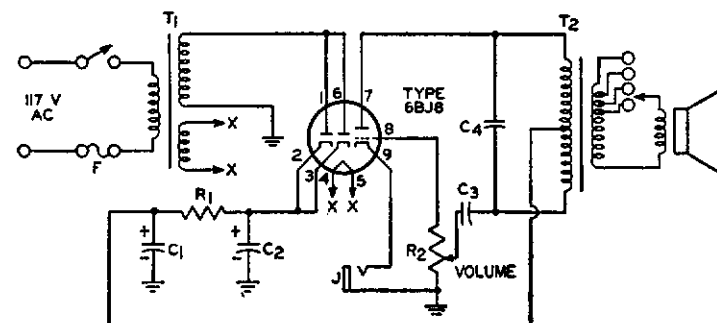 T1
T2
117 V
AC
F
X
X
1
6
7
TYPE
6BJ8
8
9
2
3
4
5
X
X
C4
C3
R1
+
-
C1
+
-
C2
J
R2
VOLUME